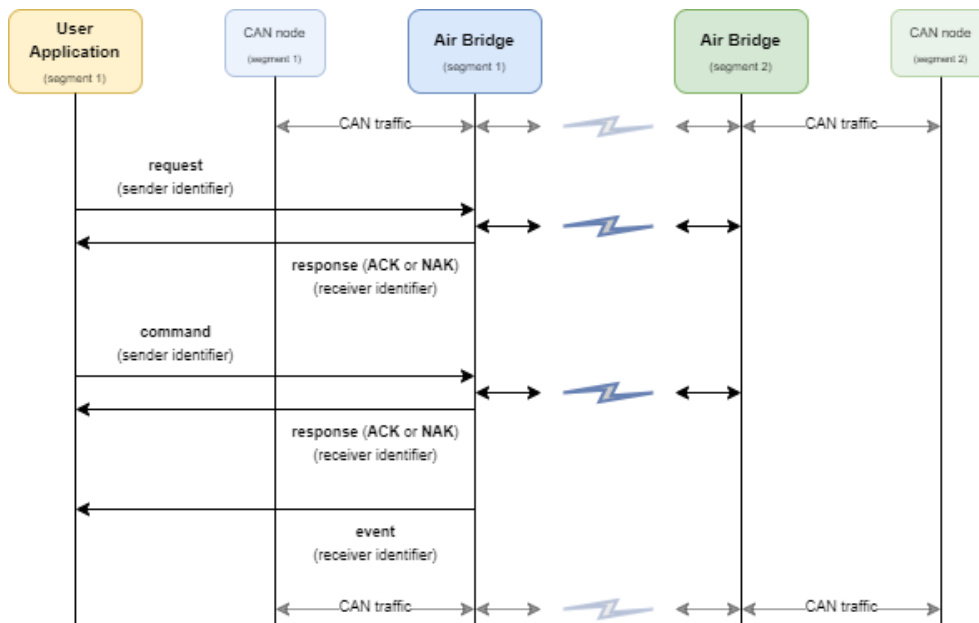 User
Application
(segment 1)
CAN node
(segment 1)
Air Bridge
(segment 1)
Air Bridge
(segment 2)
CAN node
(segment 2)
CAN traffic
CAN traffic
request
(sender identifier)
response (ACK or NAK)
(receiver identifier)
command
(sender identifier)
response (ACK or NAK)
(receiver identifier)
event
(receiver identifier)
CAN traffic
CAN traffic